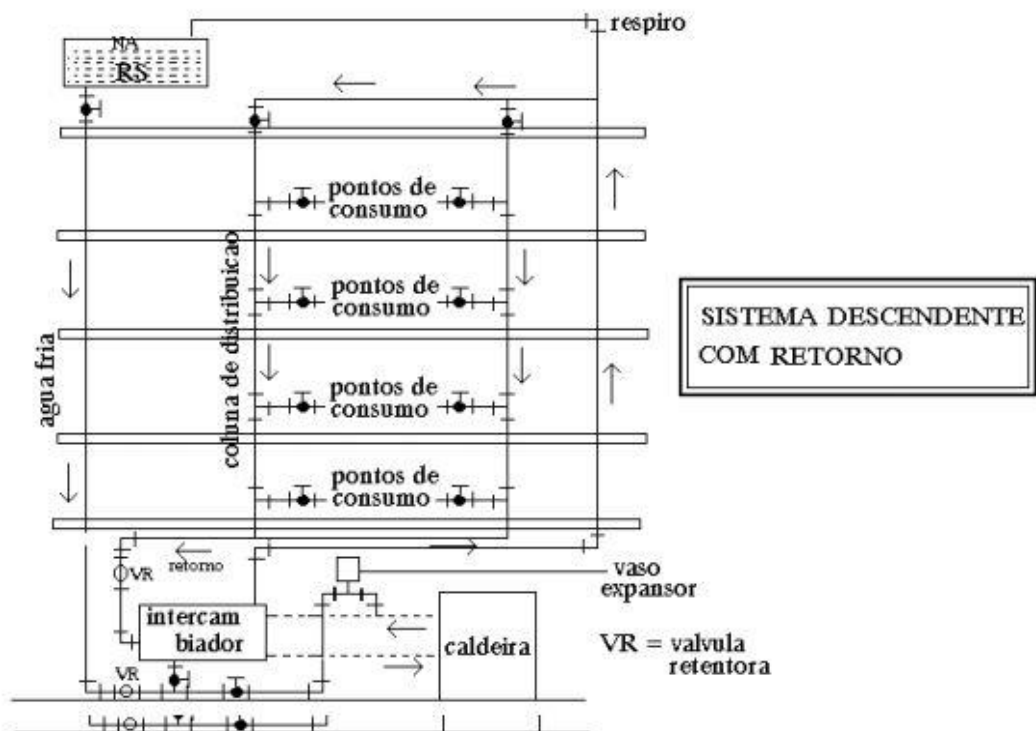 respiro
NA
RS
pontos de
consumo
pontos de
consumo
pontos de
consumo
pontos de
consumo
agua fria
coluna de distribuicao
SISTEMA DESCENDENTE
COM RETORNO
retorno
VR
vaso
expansor
intercam
biador
caldeira
VR = valvula
retentora
VR